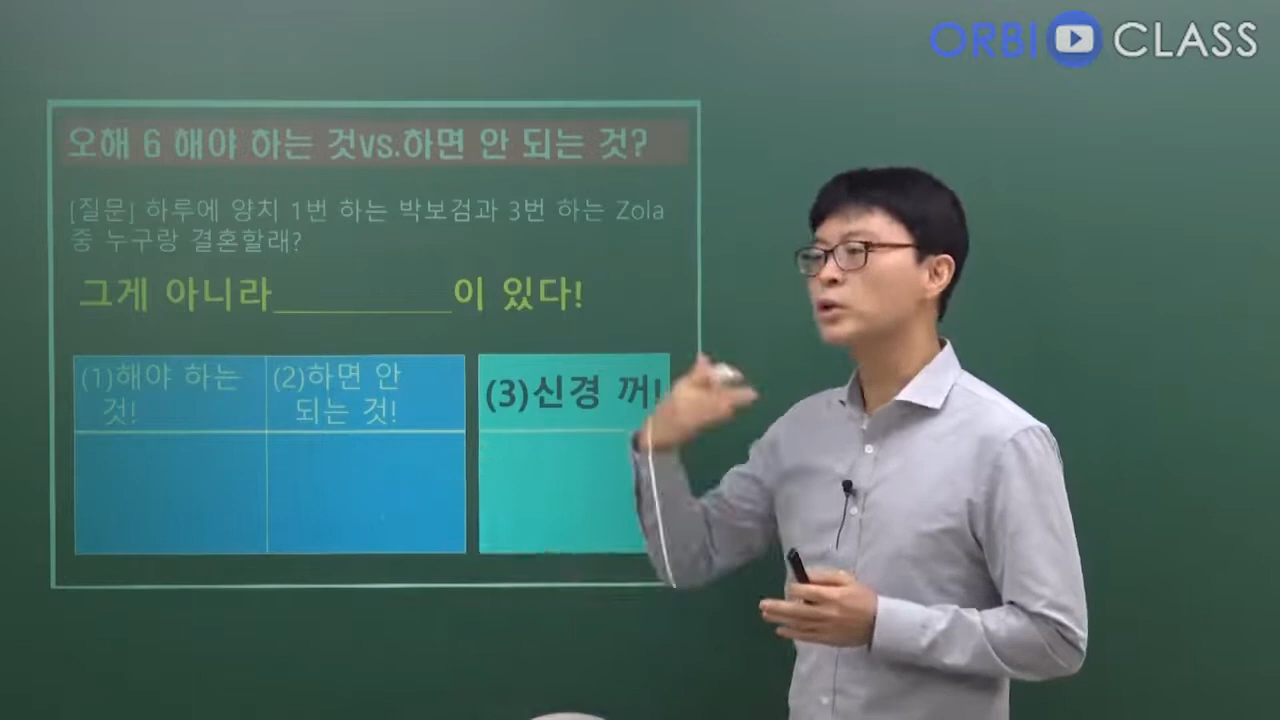 ORBI CLASS
오해 6 해야 하는 것vs.하면 안 되는 것?
[질문] 하루에 양치 1번 하는 박보검과 3번 하는 Zola
중 누구랑 결혼할래?
그게 아니라__________이 있다!
(1)해야 하는
것!
(2)하면 안
되는 것!
(3)신경 꺼!